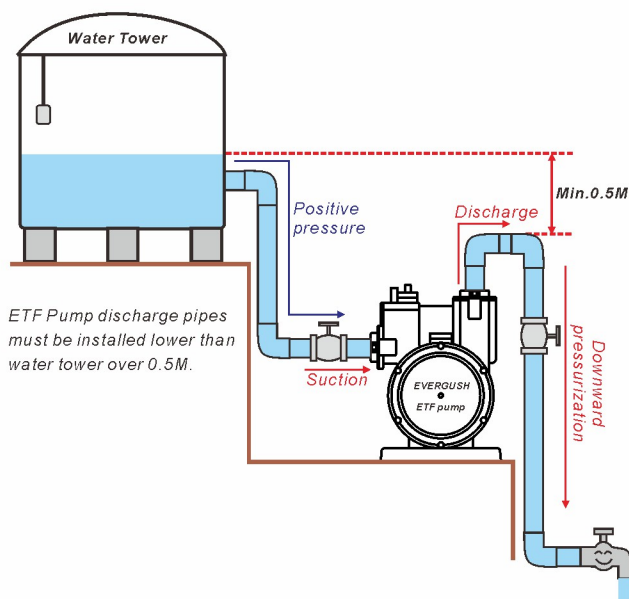 Water Tower
Positive
pressure
Discharge
Min.0.5M
ETF Pump discharge pipes
must be installed lower than
water tower over 0.5M.
Suction
EVERGUSH
ETF pump
Downward
pressurization